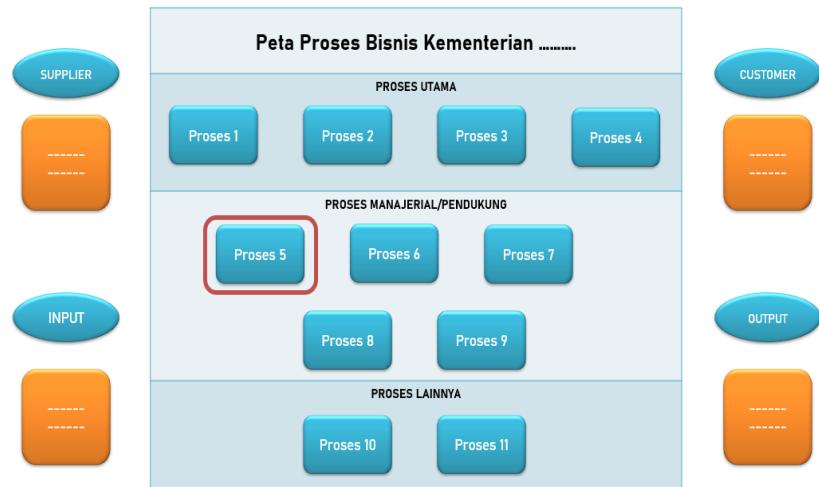 Peta Proses Bisnis Kementerian ..........
SUPPLIER
------
------
INPUT
------
------
PROSES UTAMA
Proses 1
Proses 2
Proses 3
Proses 4
PROSES MANAJERIAL/PENDUKUNG
Proses 5
Proses 6
Proses 7
Proses 8
Proses 9
PROSES LAINNYA
Proses 10
Proses 11
CUSTOMER
------
------
OUTPUT
------
------